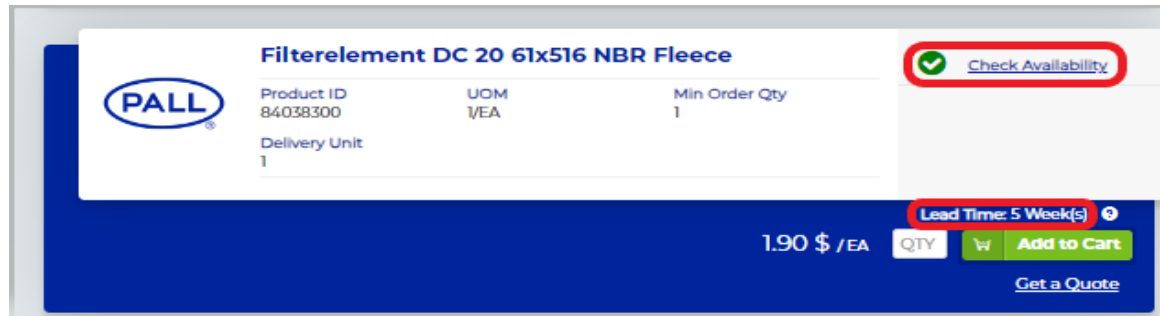 Filterelement DC 20 61x516 NBR Fleece
Check Availability
PALL
®
Product ID
84038300
UOM
1/EA
Min Order Qty
1
Delivery Unit
1
Lead Time: 5 Week(s) ?
1.90 $ / EA
QTY
Add to Cart
Get a Quote